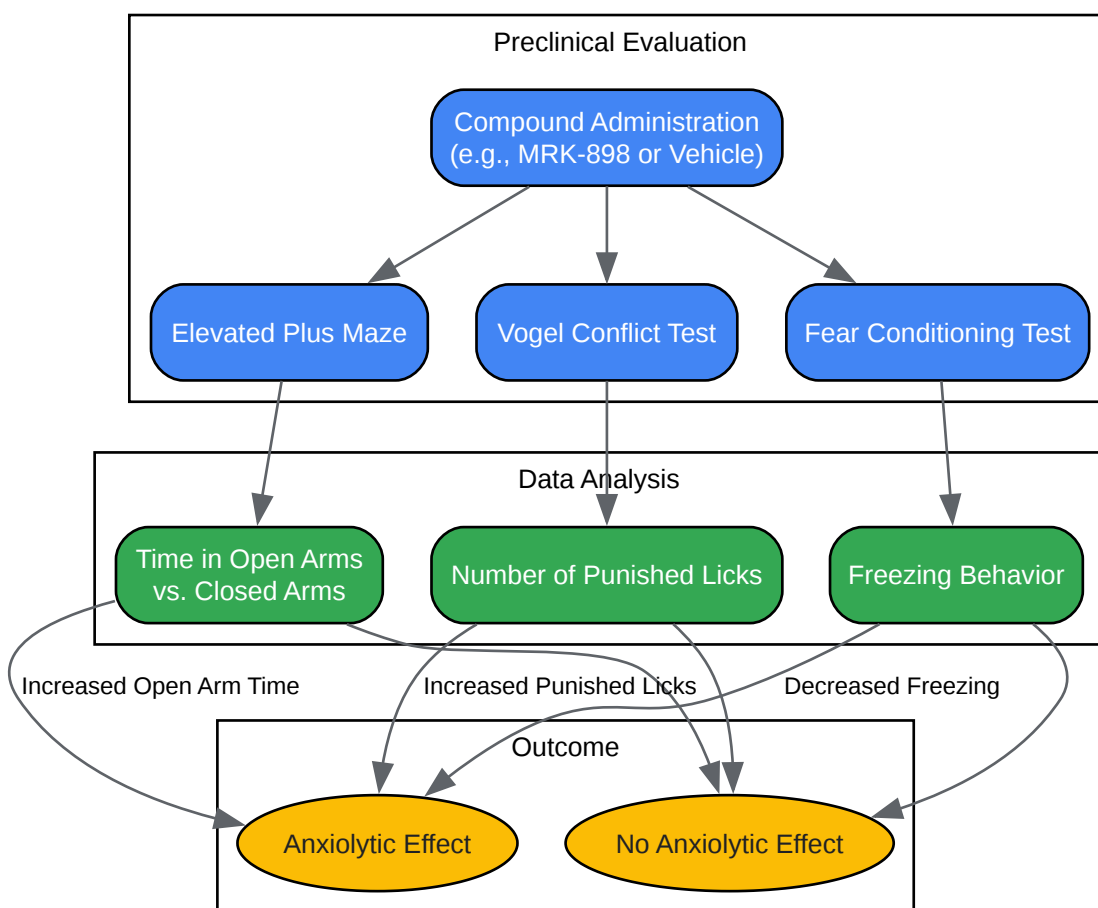 Preclinical Evaluation
Compound Administration
(e.g., MRK-898 or Vehicle)
Elevated Plus Maze
Vogel Conflict Test
Fear Conditioning Test
Data Analysis
Time in Open Arms
vs. Closed Arms
Number of Punished Licks
Freezing Behavior
Increased Open Arm Time
Increased Punished Licks
Decreased Freezing
Outcome
Anxiolytic Effect
No Anxiolytic Effect